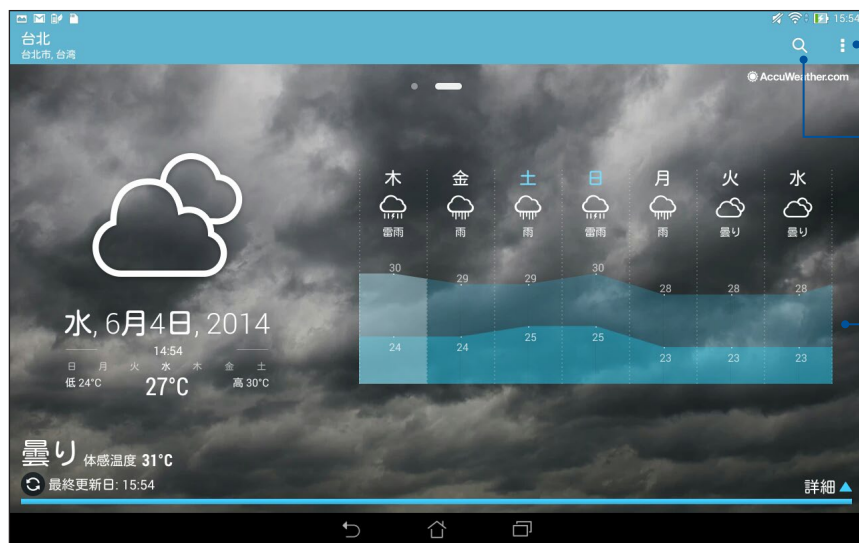 15:54
台北
台北市, 台湾
AccuWeather.com
木 金 土 日 月 火 水
雷雨 雨 雨 雷雨 雨 曇り 曇り
30 29 29 30 28 28 28
24 24 25 25 23 23 23
水, 6月4日, 2014
14:54
日 月 火 水 木 金 土
低 24°C 27°C 高 30°C
曇り 体感温度 31°C
最終更新日: 15:54
詳細